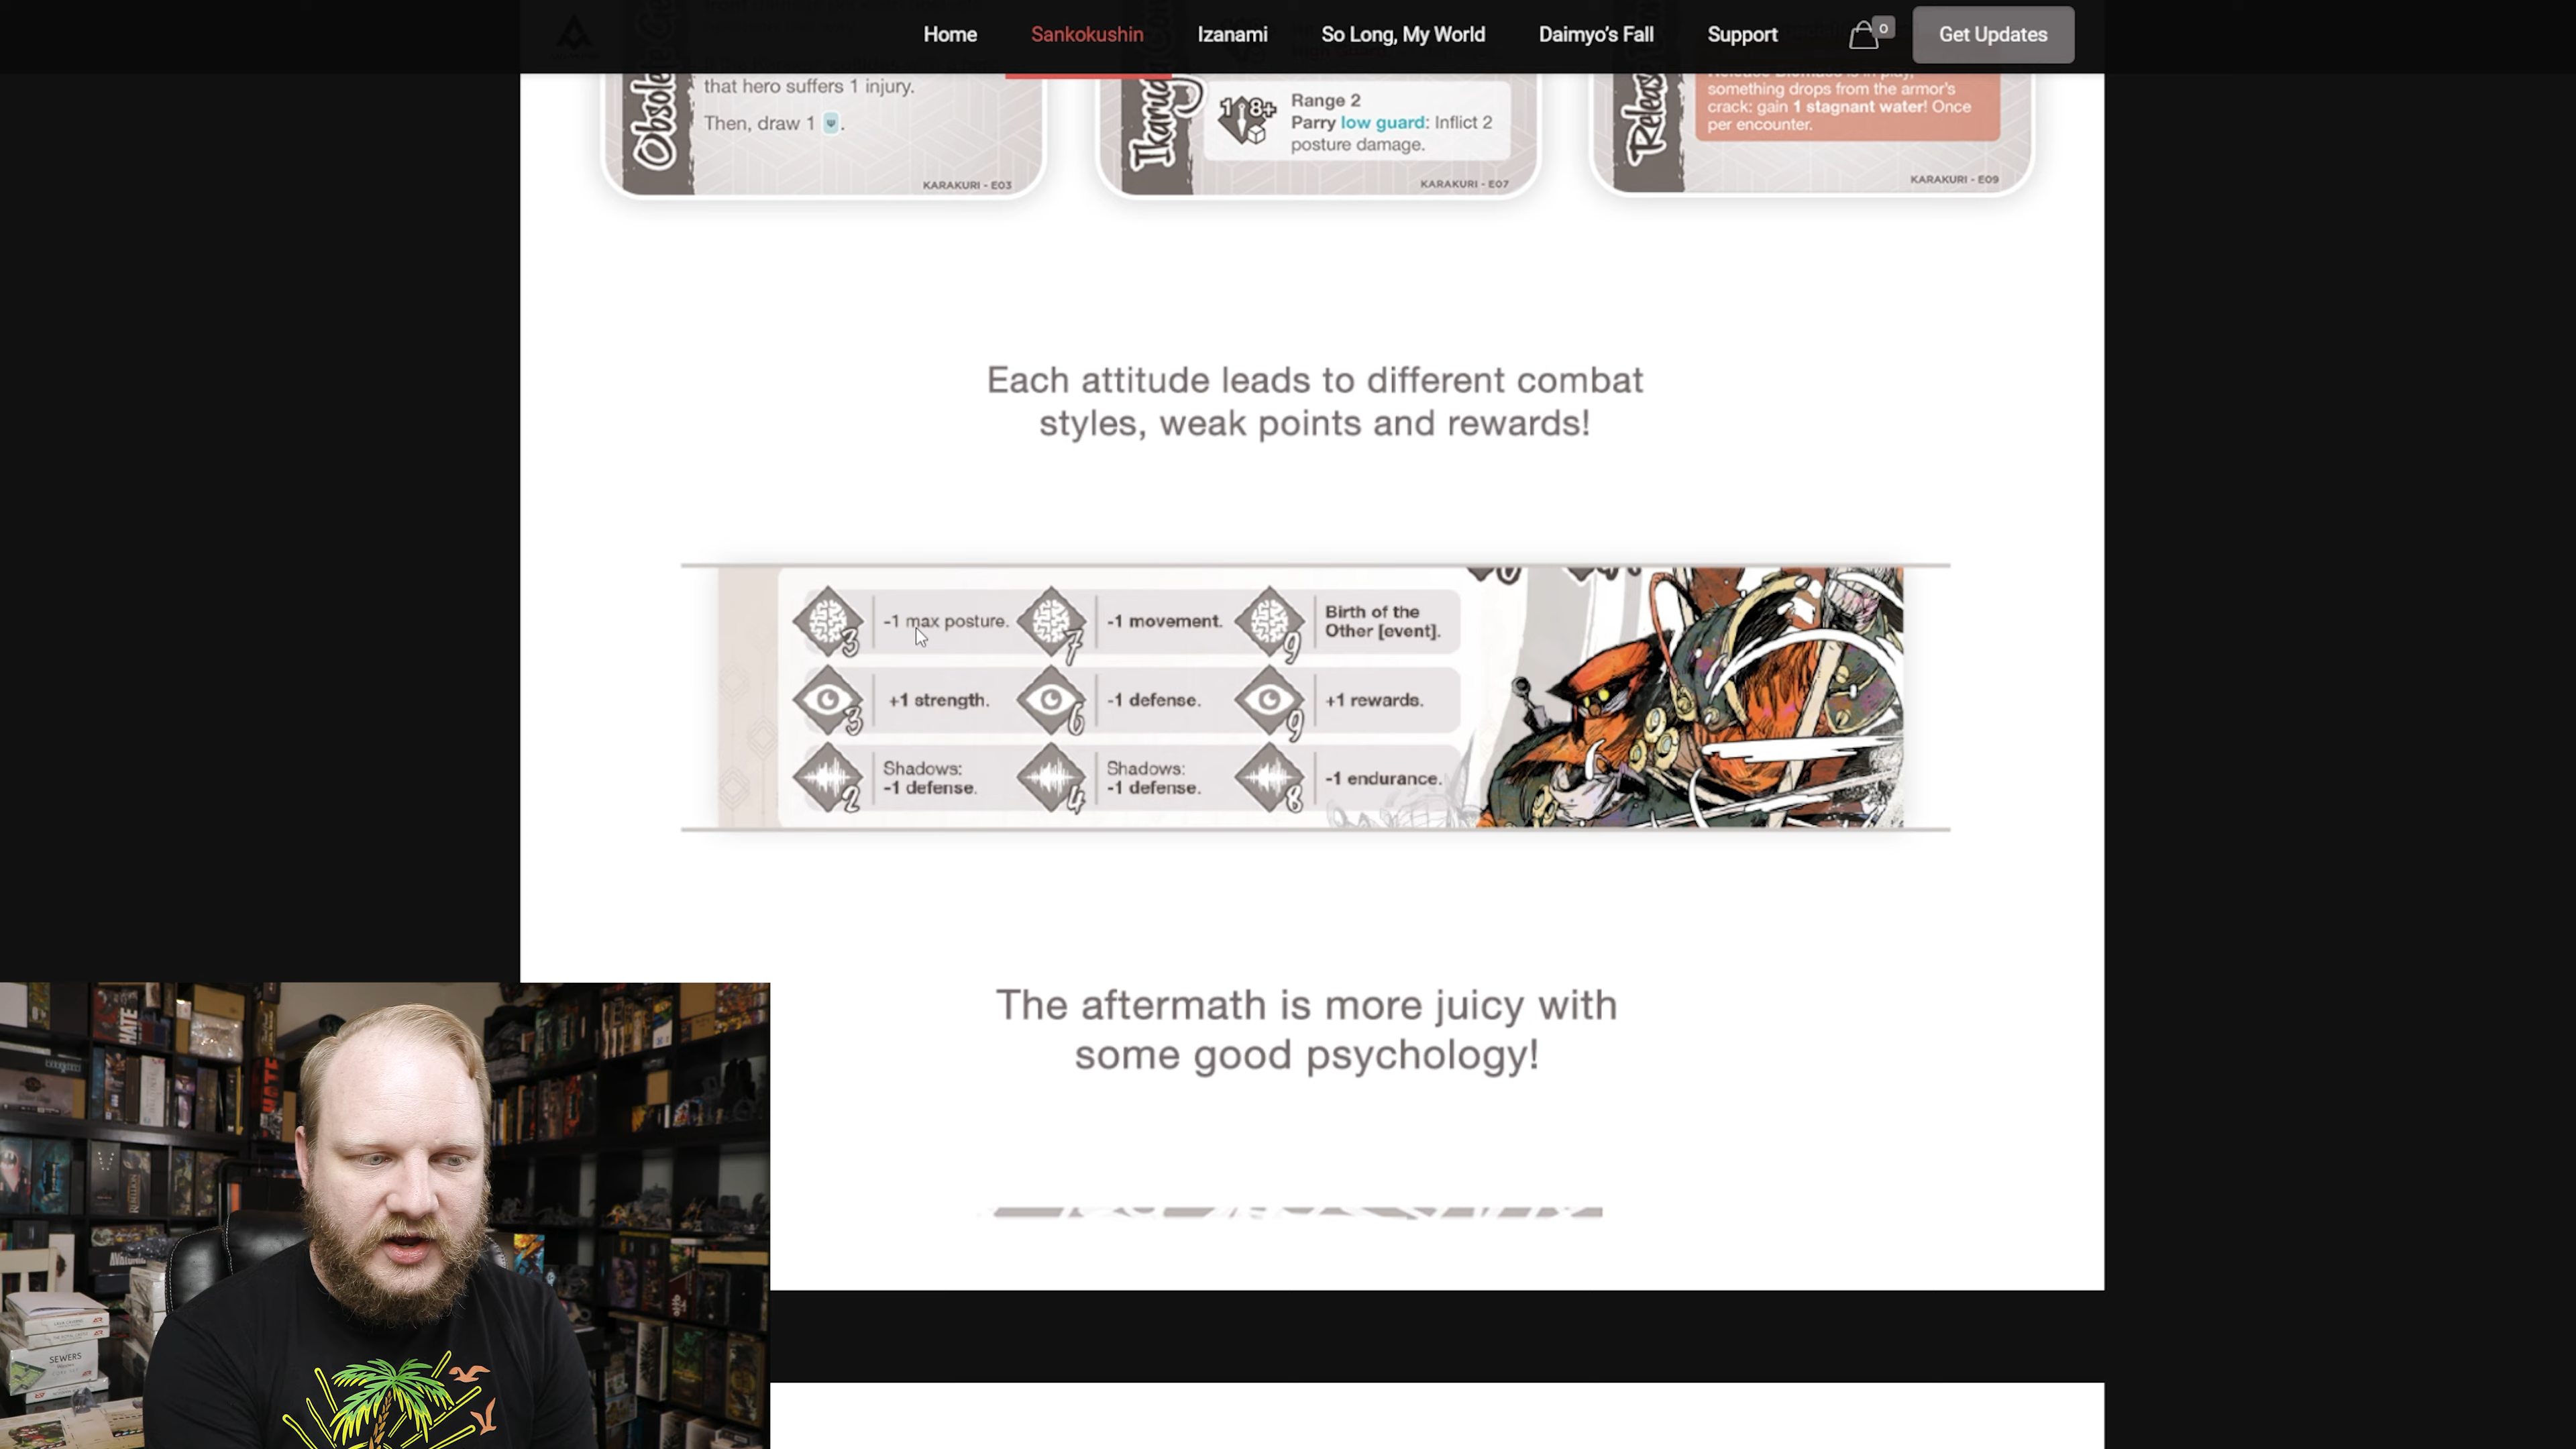 Home Sankokushin Izanami So Long, My World Daimyo's Fall Support 0 Get Updates
that hero suffers 1 injury.
Then, draw 1 .
KARAKURI - E03
1 8+
Range 2
Parry low guard: Inflict 2
posture damage.
KARAKURI - E07
something drops from the armor's
crack: gain 1 stagnant water! Once
per encounter.
KARAKURI - E09
Each attitude leads to different combat
styles, weak points and rewards!
3 -1 max posture. 7 -1 movement. 9 Birth of the
Other [event].
3 +1 strength. 6 -1 defense. 9 +1 rewards.
2 Shadows:
-1 defense.
4 Shadows:
-1 defense.
8 -1 endurance.
The aftermath is more juicy with
some good psychology!
HATE
HATE
SEWERS